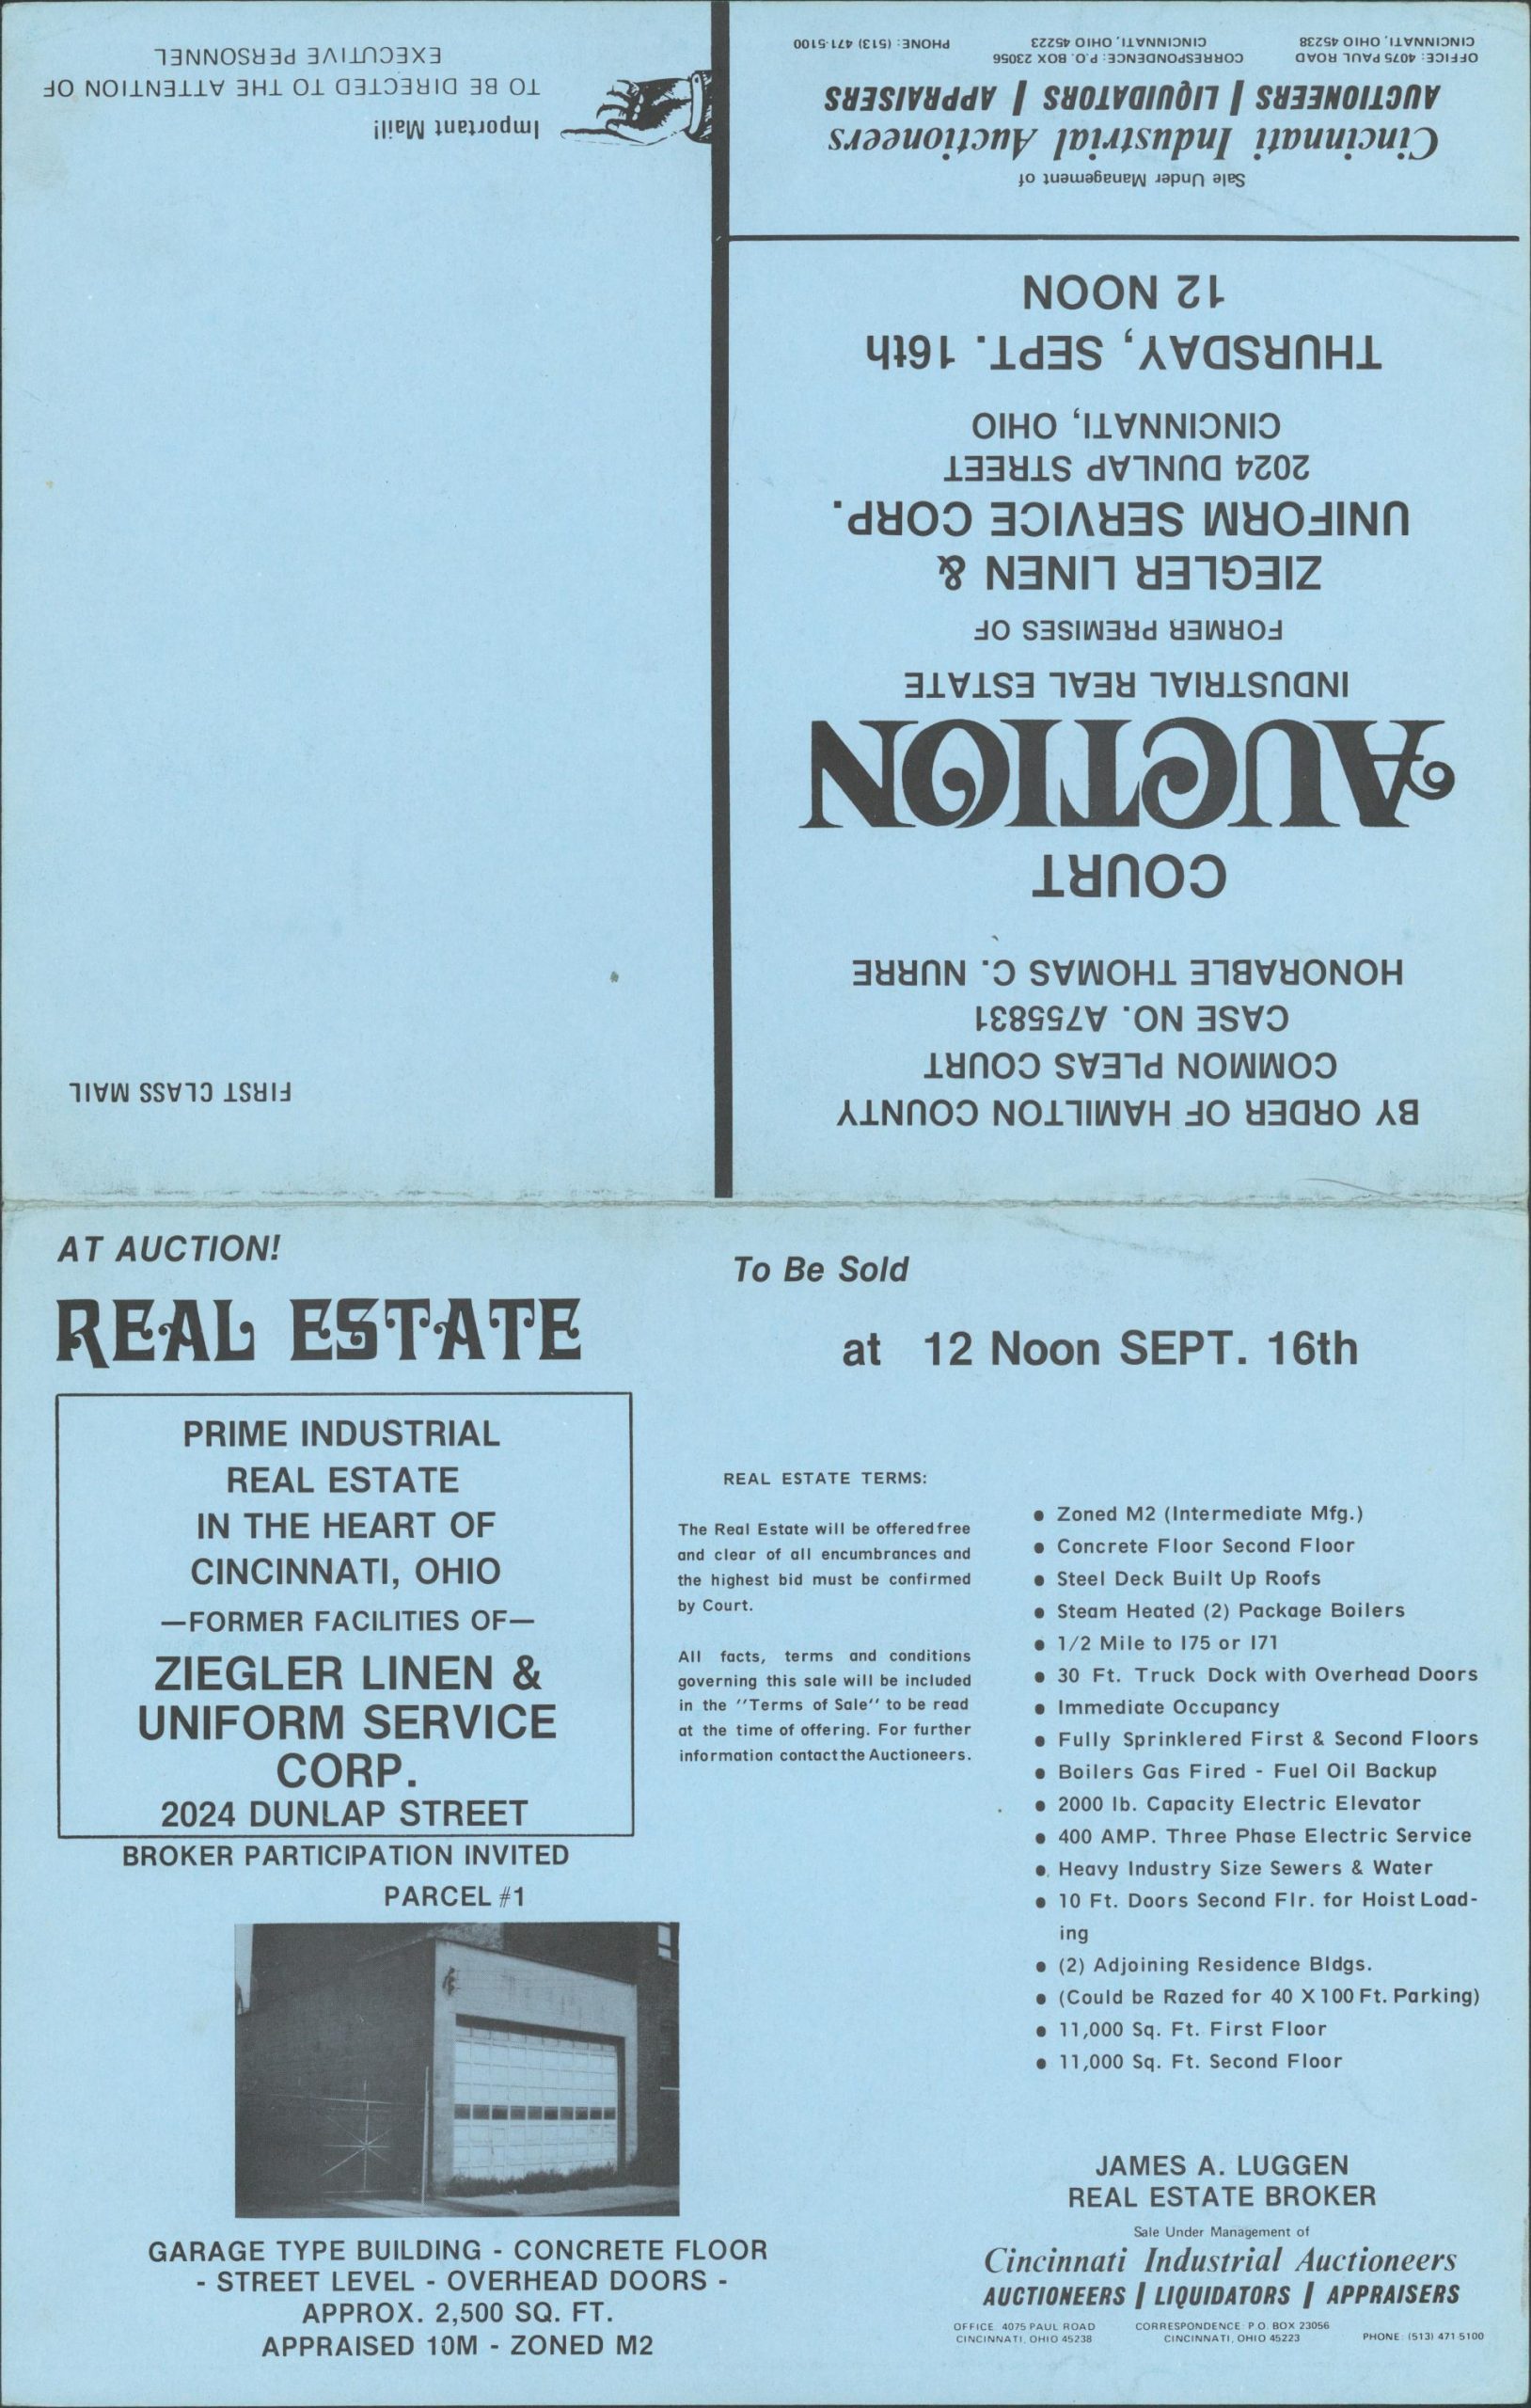 Important Mail!
TO BE DIRECTED TO THE ATTENTION OF
EXECUTIVE PERSONNEL
FIRST CLASS MAIL
BY ORDER OF HAMILTON COUNTY
COMMON PLEAS COURT
CASE NO. A755831
HONORABLE THOMAS C. NURRE
COURT
AUCTION
INDUSTRIAL REAL ESTATE
FORMER PREMISES OF
ZIEGLER LINEN &
UNIFORM SERVICE CORP.
2024 DUNLAP STREET
CINCINNATI, OHIO
THURSDAY, SEPT. 16th
12 NOON
Sale Under Management of
Cincinnati Industrial Auctioneers
AUCTIONEERS | LIQUIDATORS | APPRAISERS
OFFICE: 4075 PAUL ROAD
CINCINNATI, OHIO 45238
CORRESPONDENCE: P.O. BOX 23056
CINCINNATI, OHIO 45223
PHONE: (513) 471-5100
AT AUCTION!
REAL ESTATE
PRIME INDUSTRIAL
REAL ESTATE
IN THE HEART OF
CINCINNATI, OHIO
—FORMER FACILITIES OF—
ZIEGLER LINEN &
UNIFORM SERVICE
CORP.
2024 DUNLAP STREET
BROKER PARTICIPATION INVITED
PARCEL #1
GARAGE TYPE BUILDING - CONCRETE FLOOR
- STREET LEVEL - OVERHEAD DOORS -
APPROX. 2,500 SQ. FT.
APPRAISED 10M - ZONED M2
To Be Sold
at 12 Noon SEPT. 16th
REAL ESTATE TERMS:
The Real Estate will be offered free
and clear of all encumbrances and
the highest bid must be confirmed
by Court.
All facts, terms and conditions
governing this sale will be included
in the ''Terms of Sale'' to be read
at the time of offering. For further
information contact the Auctioneers.
● Zoned M2 (Intermediate Mfg.)
● Concrete Floor Second Floor
● Steel Deck Built Up Roofs
● Steam Heated (2) Package Boilers
● 1/2 Mile to I75 or I71
● 30 Ft. Truck Dock with Overhead Doors
● Immediate Occupancy
● Fully Sprinklered First & Second Floors
● Boilers Gas Fired - Fuel Oil Backup
● 2000 lb. Capacity Electric Elevator
● 400 AMP. Three Phase Electric Service
● Heavy Industry Size Sewers & Water
● 10 Ft. Doors Second Flr. for Hoist Load-
ing
● (2) Adjoining Residence Bldgs.
● (Could be Razed for 40 X 100 Ft. Parking)
● 11,000 Sq. Ft. First Floor
● 11,000 Sq. Ft. Second Floor
JAMES A. LUGGEN
REAL ESTATE BROKER
Sale Under Management of
Cincinnati Industrial Auctioneers
AUCTIONEERS | LIQUIDATORS | APPRAISERS
OFFICE: 4075 PAUL ROAD
CINCINNATI, OHIO 45238
CORRESPONDENCE: P.O. BOX 23056
CINCINNATI, OHIO 45223
PHONE: (513) 471 5100